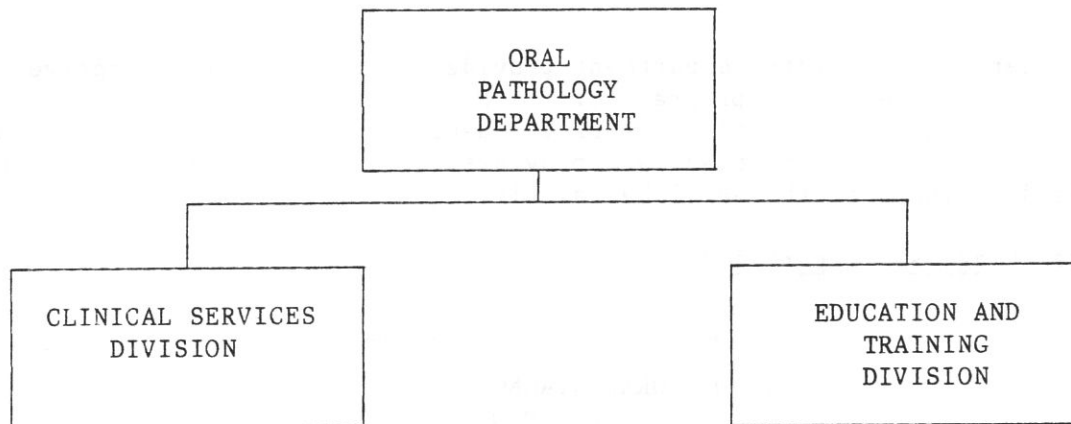 ORAL
PATHOLOGY
DEPARTMENT
CLINICAL SERVICES
DIVISION
EDUCATION AND
TRAINING
DIVISION